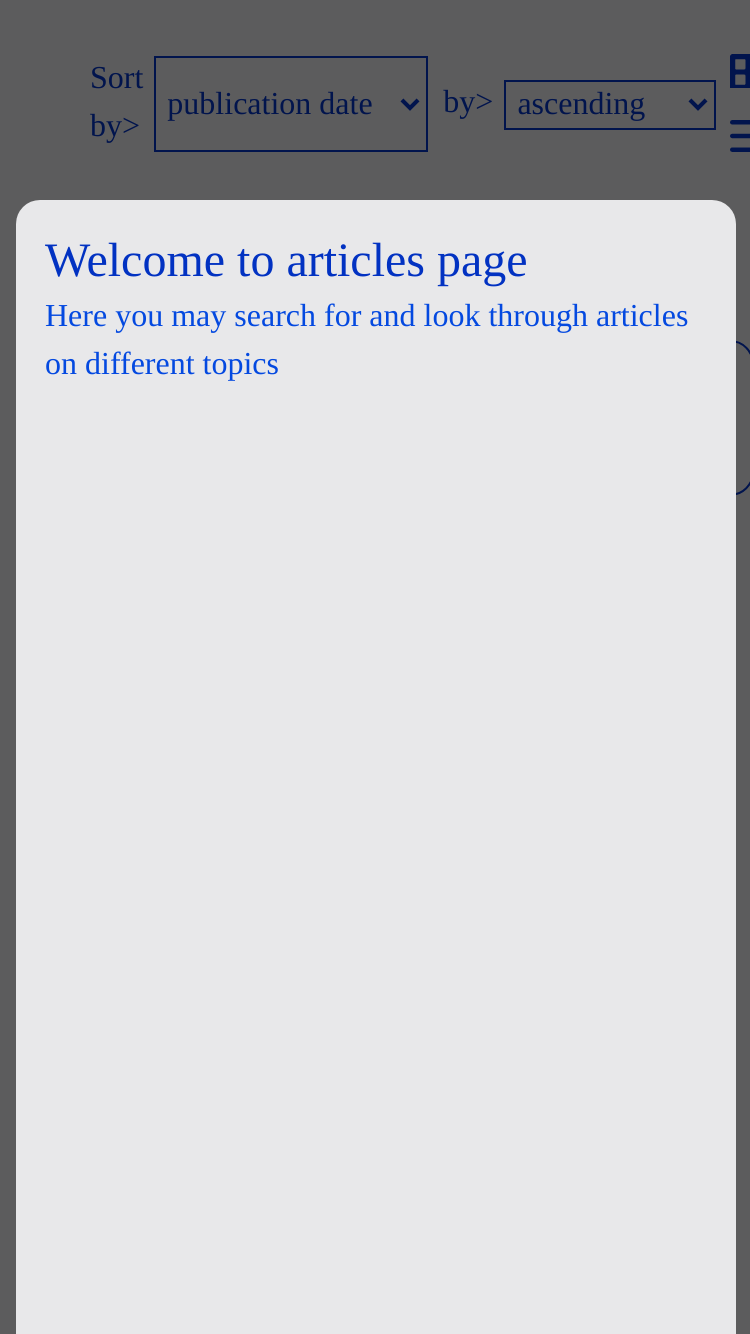 Sort
by>
publication date
by>
ascending
Welcome to articles page
Here you may search for and look through articles
on different topics